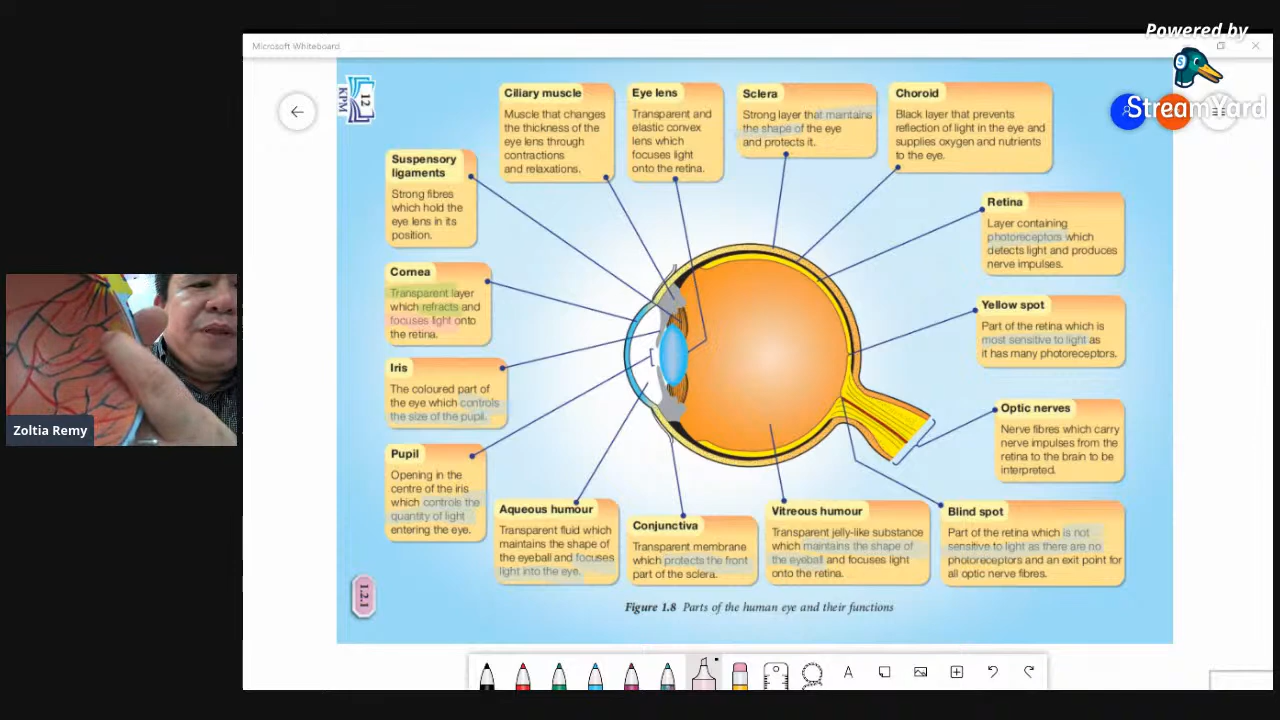 Powered by
StreamYard
Microsoft Whiteboard
12
KPM
Ciliary muscle
Muscle that changes
the thickness of the
eye lens through
contractions
and relaxations.
Eye lens
Transparent and
elastic convex
lens which
focuses light
onto the retina.
Sclera
Strong layer that maintains
the shape of the eye
and protects it.
Choroid
Black layer that prevents
reflection of light in the eye and
supplies oxygen and nutrients
to the eye.
Suspensory
ligaments
Strong fibres
which hold the
eye lens in its
position.
Retina
Layer containing
photoreceptors which
detects light and produces
nerve impulses.
Cornea
Transparent layer
which refracts and
focuses light onto
the retina.
Yellow spot
Part of the retina which is
most sensitive to light as
it has many photoreceptors.
Iris
The coloured part of
the eye which controls
the size of the pupil.
Optic nerves
Nerve fibres which carry
nerve impulses from the
retina to the brain to be
interpreted.
Pupil
Opening in the
centre of the iris
which controls the
quantity of light
entering the eye.
Aqueous humour
Transparent fluid which
maintains the shape of
the eyeball and focuses
light into the eye.
Conjunctiva
Transparent membrane
which protects the front
part of the sclera.
Vitreous humour
Transparent jelly-like substance
which maintains the shape of
the eyeball and focuses light
onto the retina.
Blind spot
Part of the retina which is not
sensitive to light as there are no
photoreceptors and an exit point for
all optic nerve fibres.
1.2.1
Figure 1.8 Parts of the human eye and their functions
Zoltia Remy
A